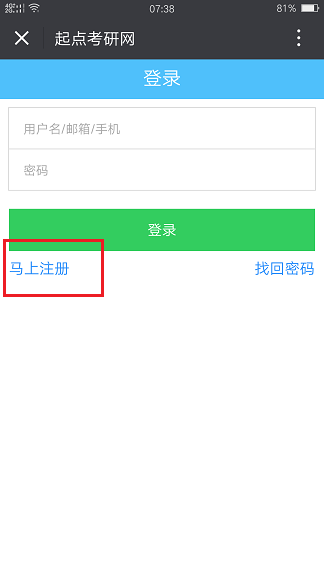 07:38
81%
起点考研网
登录
用户名/邮箱/手机
密码
登录
马上注册
找回密码